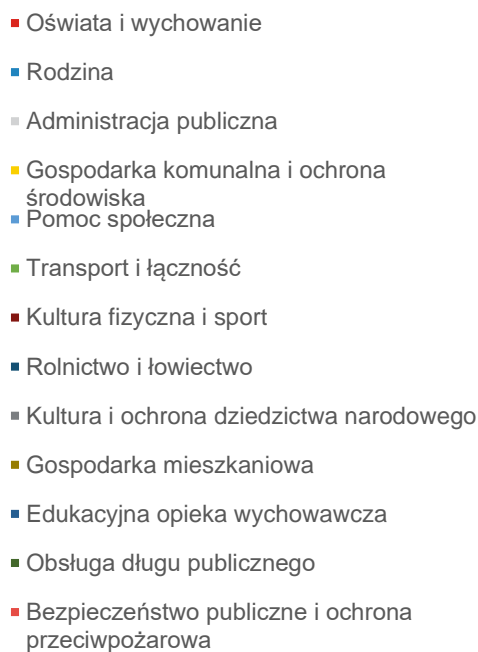 Oświata i wychowanie
Rodzina
Administracja publiczna
Gospodarka komunalna i ochrona
środowiska
Pomoc społeczna
Transport i łączność
Kultura fizyczna i sport
Rolnictwo i łowiectwo
Kultura i ochrona dziedzictwa narodowego
Gospodarka mieszkaniowa
Edukacyjna opieka wychowawcza
Obsługa długu publicznego
Bezpieczeństwo publiczne i ochrona
przeciwpożarowa